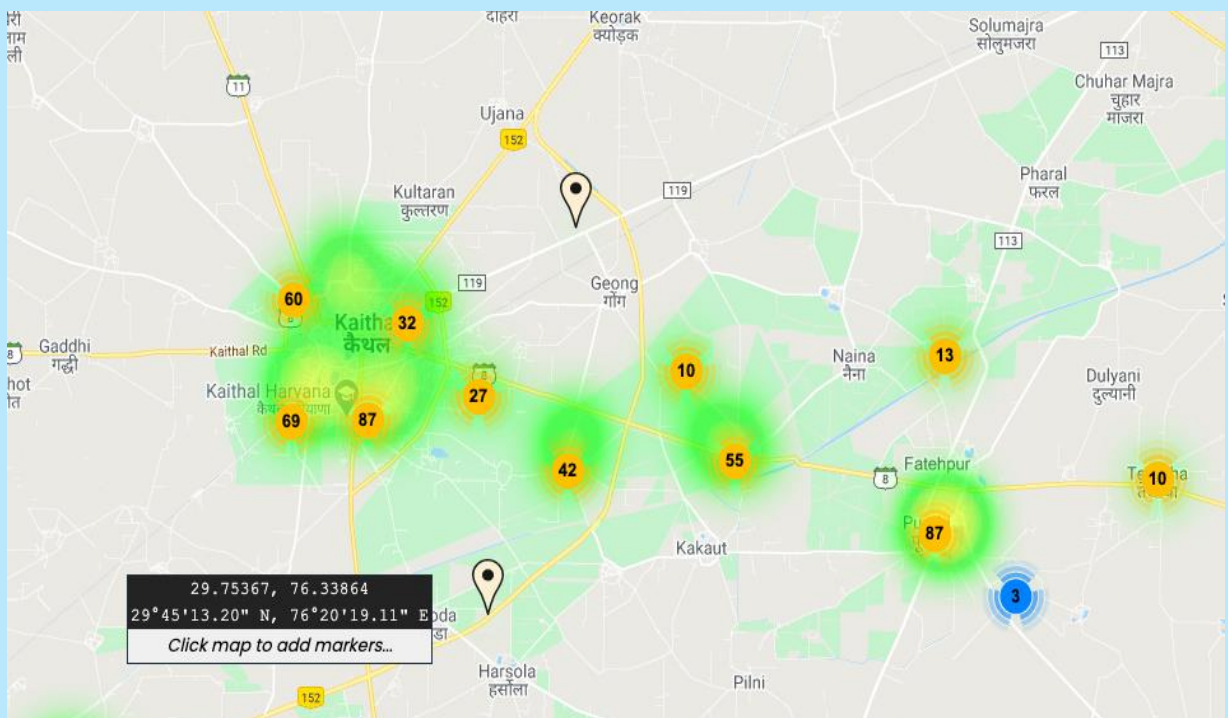 Keorak
क्योड़क
Solumajra
सोलुमजरा
113
11
Chuhar Majra
चुहार
माजरा
Ujana
152
Pharal
फरल
Kultaran
कुल्तरण
119
113
119
Geong
गोंग
60
152
32
कैथल
8
Gaddhi
गद्धी
Kaithal Rd
8
10
Naina
नैना
13
Dulyani
दुल्यानी
Kaithal Haryana
27
69
87
42
55
Fatehpur
8
10
87
Kakaut
3
29.75367, 76.33864
29°45'13.20" N, 76°20'19.11" E
Click map to add markers...
Harsola
हर्सोला
Pilni
152